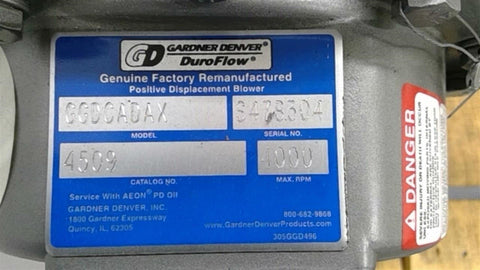 GD GARDNER DENVER®
DuroFlow®
Genuine Factory Remanufactured
Positive Displacement Blower
GGDCADAX
MODEL
SERIAL NO.
4509
CATALOG NO.
MAX. RPM
Service With AEON® PD Oil
GARDNER DENVER, INC.
1800 Gardner Expressway
Quincy, IL, 62305
800-682-9868
www.GardnerDenverProducts.com
305GGD496
DANGER